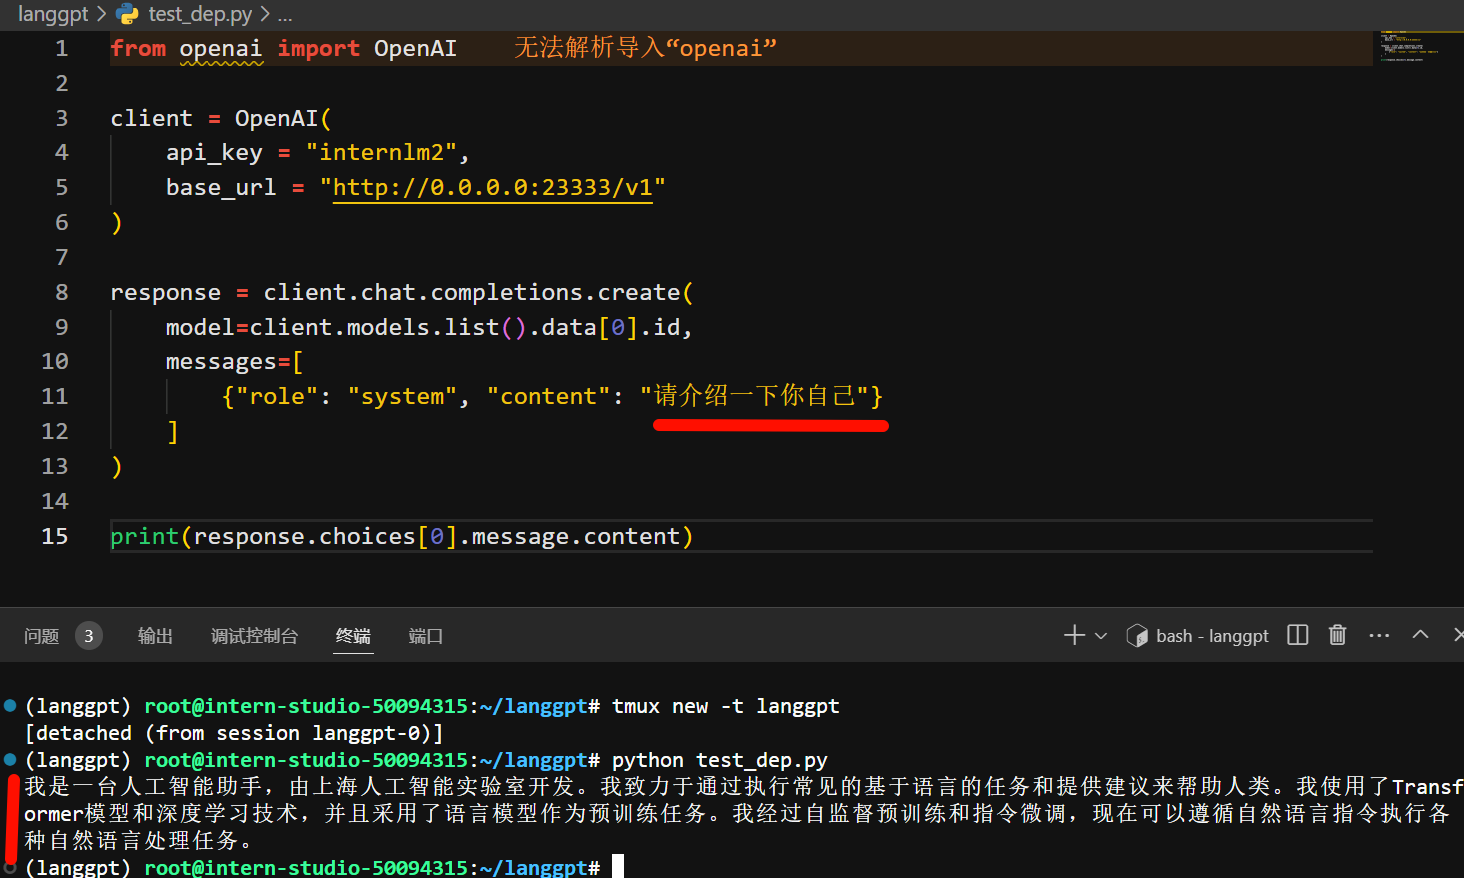 langgpt > test_dep.py > ...
1 from openai import OpenAI 无法解析导入“openai”
2
3 client = OpenAI(
4 api_key = "internlm2",
5 base_url = "http://0.0.0.0:23333/v1"
6 )
7
8 response = client.chat.completions.create(
9 model=client.models.list().data[0].id,
10 messages=[
11 {"role": "system", "content": "请介绍一下你自己"}
12 ]
13 )
14
15 print(response.choices[0].message.content)
问题 3 输出 调试控制台 终端 端口 bash - langgpt
(langgpt) root@intern-studio-50094315:~/langgpt# tmux new -t langgpt
[detached (from session langgpt-0)]
(langgpt) root@intern-studio-50094315:~/langgpt# python test_dep.py
我是一台人工智能助手，由上海人工智能实验室开发。我致力于通过执行常见的基于语言的任务和提供建议来帮助人类。我使用了Transf
ormer模型和深度学习技术，并且采用了语言模型作为预训练任务。我经过自监督预训练和指令微调，现在可以遵循自然语言指令执行各
种自然语言处理任务。
(langgpt) root@intern-studio-50094315:~/langgpt#